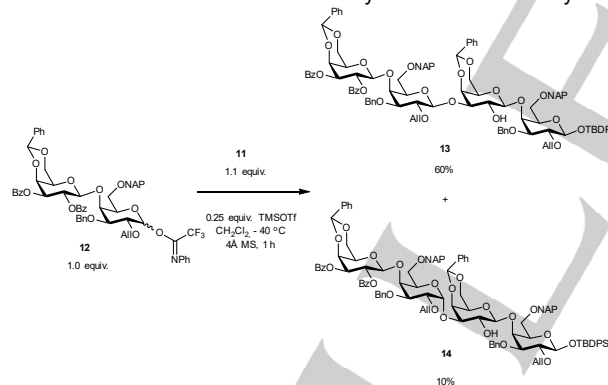 Ph
O
O
O
BzO
BzO
O
ONAP
O
BnO
AllO
O
Ph
O
O
O
OH
O
ONAP
O
BnO
AllO
OTBDP
13
60%
+
Ph
O
O
O
BzO
OBz
O
ONAP
O
BnO
AllO
O
CF3
NPh
12
1.0 equiv.
11
1.1 equiv.
0.25 equiv. TMSOTf
CH2Cl2, - 40 °C
4Å MS, 1 h
Ph
O
O
O
BzO
BzO
O
ONAP
O
BnO
AllO
Ph
O
O
O
O
OH
O
ONAP
O
BnO
AllO
OTBDPS
14
10%